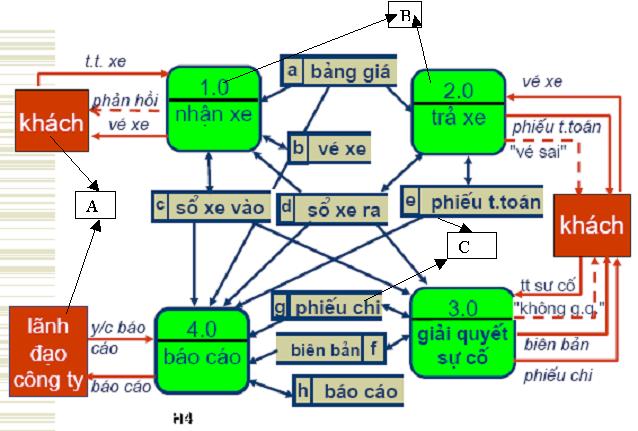 B
t.t. xe
a bảng giá
1.0
2.0
vé xe
phản hồi
khách
nhận xe
trả xe
phiếu t.toán
vé xe
b vé xe
"vé sai"
A
c sổ xe vào
d sổ xe ra
e phiếu t.toán
khách
C
tt sự cố
g phiếu chi
3.0
"không g.q."
lãnh
đạo
công ty
y/c báo
cáo
4.0
giải quyết
sự cố
báo cáo
biên bản f
biên bản
báo cáo
h báo cáo
phiếu chi
H4